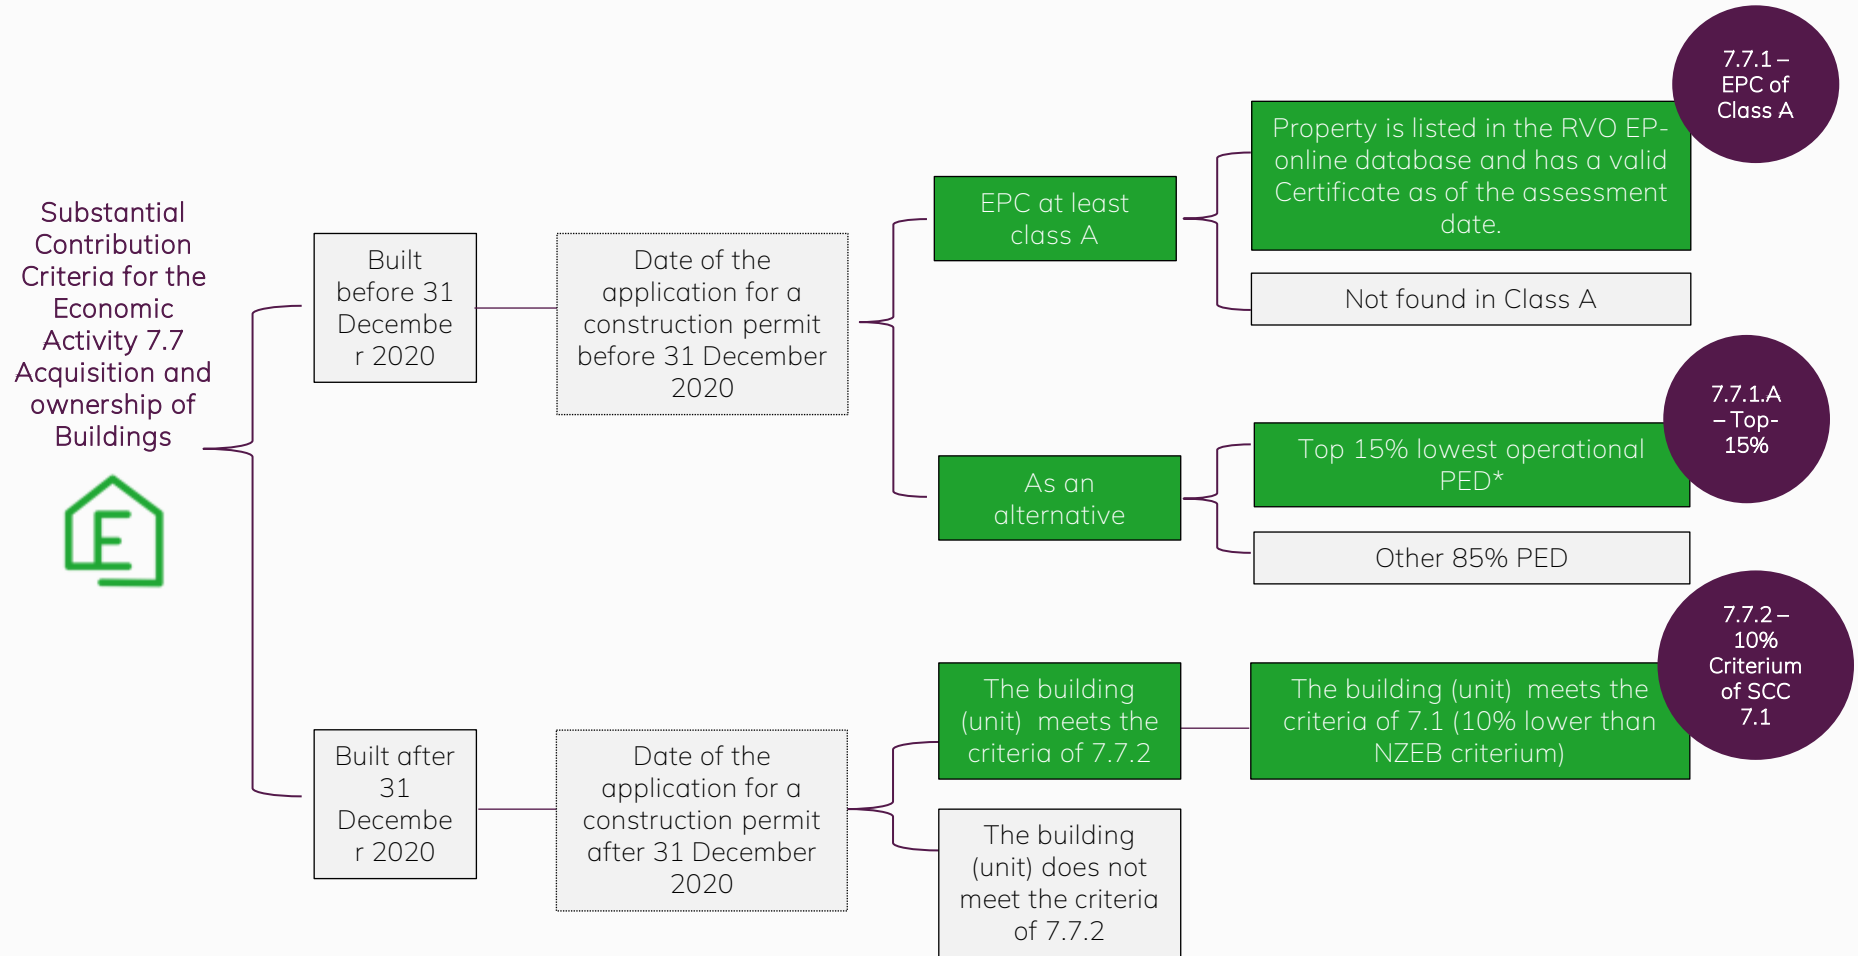 Substantial
Contribution
Criteria for the
Economic
Activity 7.7
Acquisition and
ownership of
Buildings
E
Built
before 31
Decembe
r 2020
Date of the
application for a
construction permit
before 31 December
2020
EPC at least
class A
Property is listed in the RVO EP-
online database and has a valid
Certificate as of the assessment
date.
7.7.1 –
EPC of
Class A
Not found in Class A
As an
alternative
Top 15% lowest operational
PED*
7.7.1.A
– Top-
15%
Other 85% PED
Built after
31
Decembe
r 2020
Date of the
application for a
construction permit
after 31 December
2020
The building
(unit)  meets the
criteria of 7.7.2
The building (unit)  meets the
criteria of 7.1 (10% lower than
NZEB criterium)
7.7.2 –
10%
Criterium
of SCC
7.1
The building
(unit) does not
meet the criteria
of 7.7.2